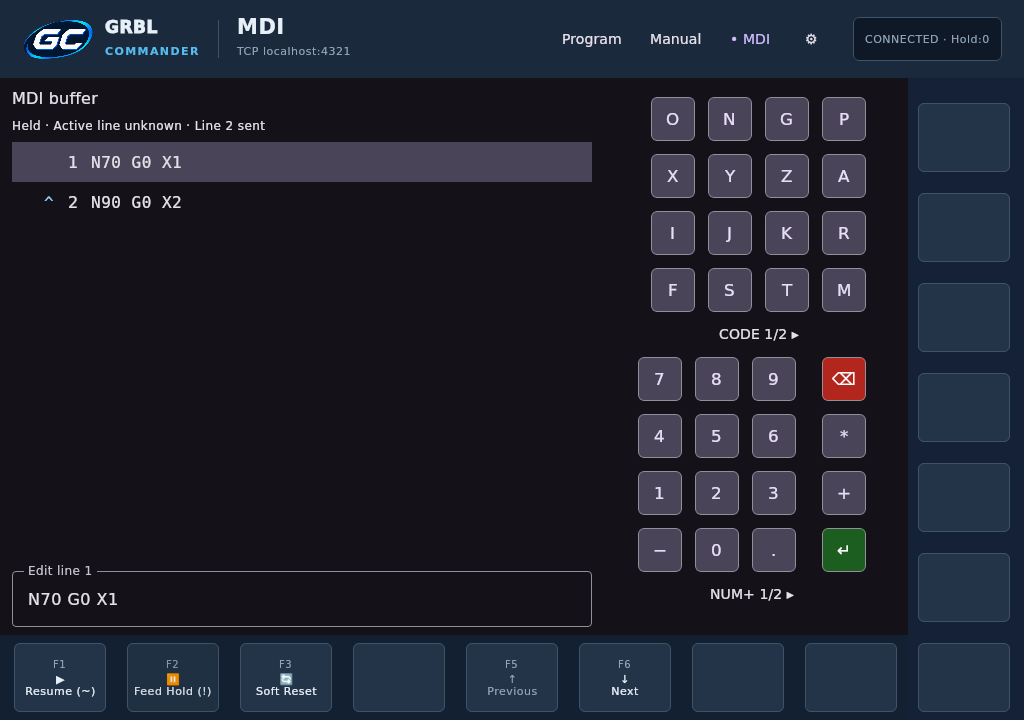 GC
GRBL
COMMANDER
MDI
TCP localhost:4321
Program
Manual
• MDI
⚙
CONNECTED · Hold:0
MDI buffer
Held · Active line unknown · Line 2 sent
1 N70 G0 X1
^ 2 N90 G0 X2
Edit line 1
N70 G0 X1
O N G P
X Y Z A
I J K R
F S T M
CODE 1/2 ▸
7 8 9 ⌫
4 5 6 *
1 2 3 +
− 0 . ↵
NUM+ 1/2 ▸
F1
▶
Resume (~)
F2
⏸
Feed Hold (!)
F3
🔄
Soft Reset
F5
↑
Previous
F6
↓
Next